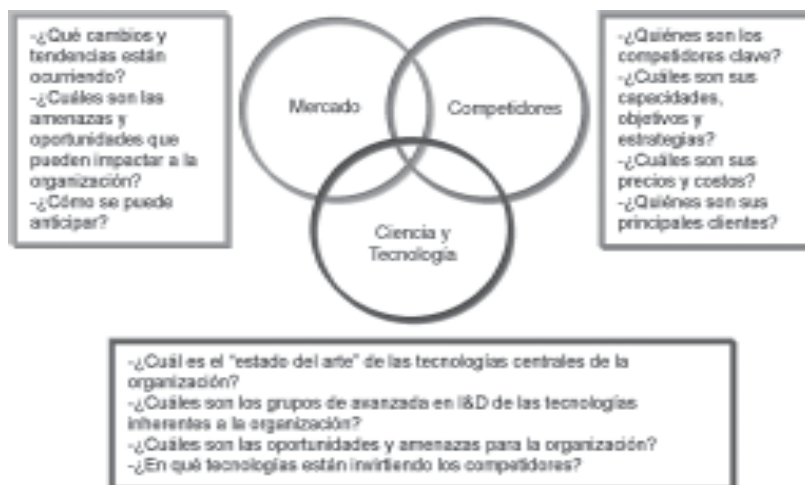 -¿Qué cambios y
tendencias están
ocurriendo?
-¿Cuáles son las
amenazas y
oportunidades que
pueden impactar a la
organización?
-¿Cómo se puede
anticipar?
Mercado
Competidores
Ciencia y
Tecnología
-¿Quiénes son los
competidores clave?
-¿Cuáles son sus
capacidades,
objetivos y
estrategias?
-¿Cuáles son sus
precios y costos?
-¿Quiénes son sus
principales clientes?
-¿Cuál es el "estado del arte" de las tecnologías centrales de la
organización?
-¿Cuáles son los grupos de avanzada en I&D de las tecnologías
inherentes a la organización?
-¿Cuáles son las oportunidades y amenazas para la organización?
-¿En qué tecnologías están invirtiendo los competidores?